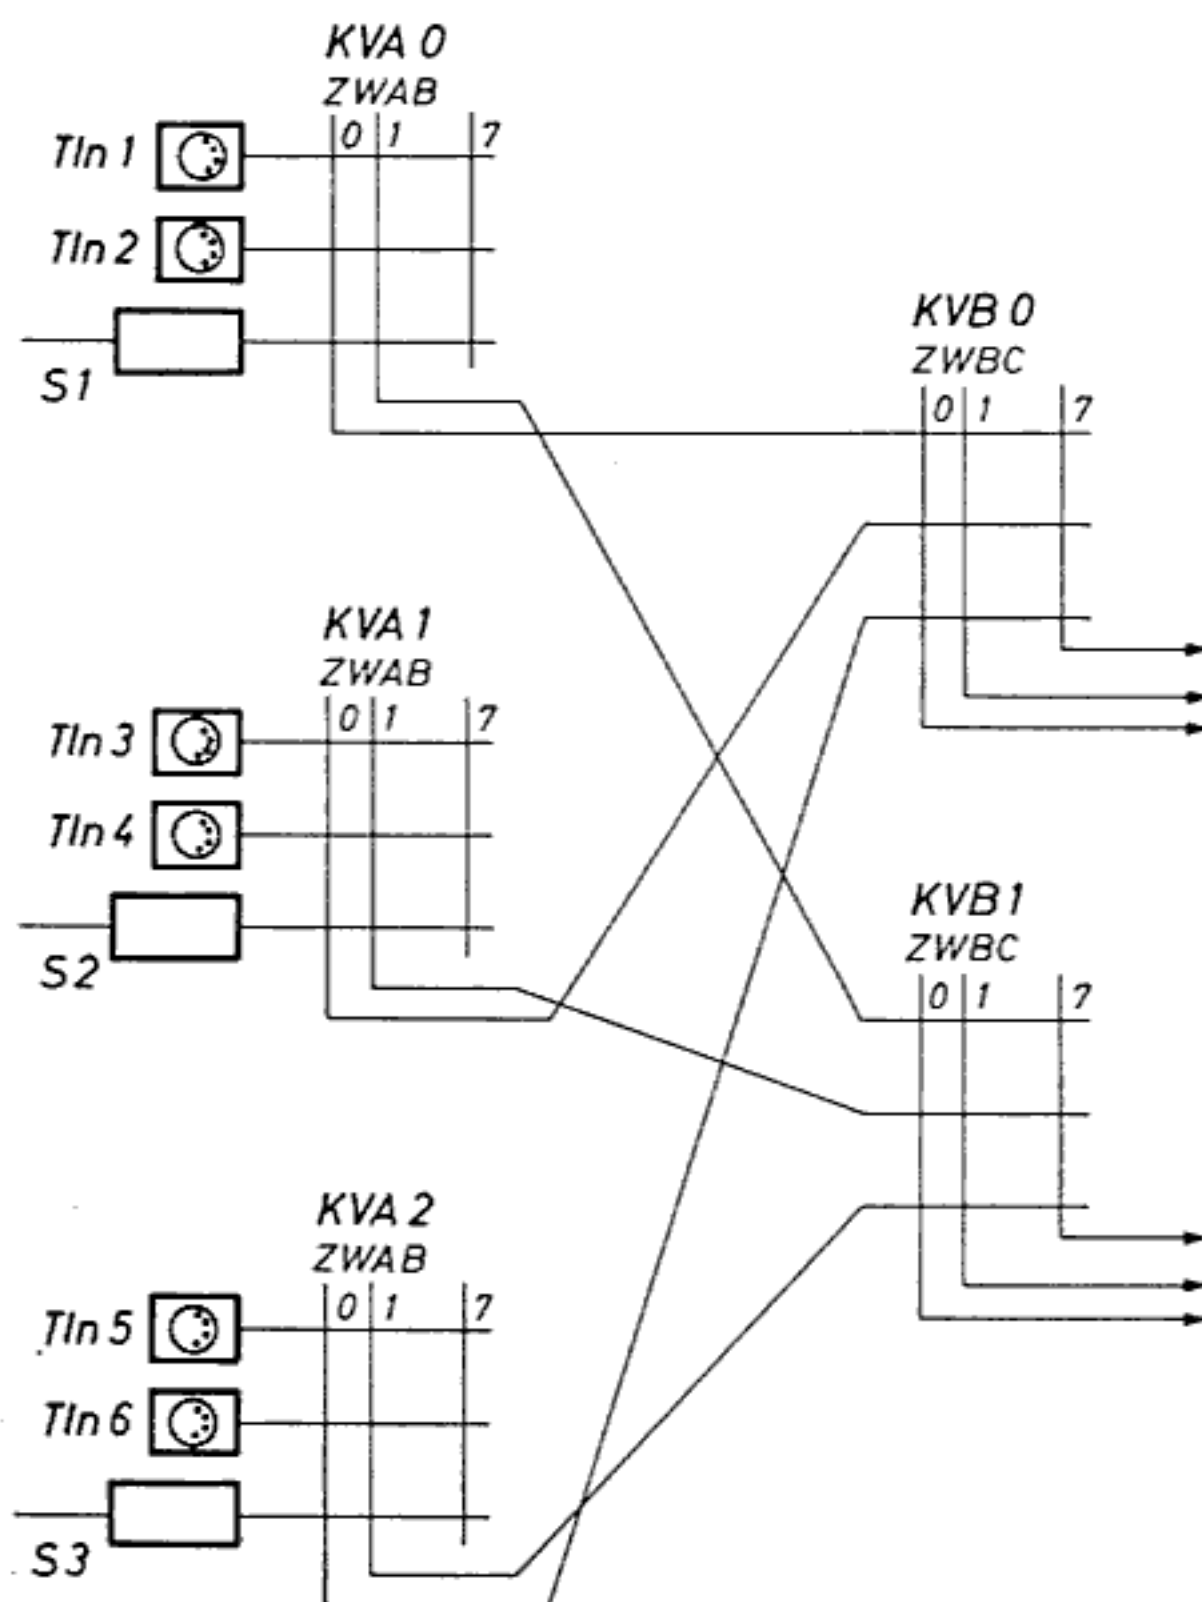 KVA 0
ZWAB
0 1 7
Tln 1
Tln 2
S1
KVB 0
ZWBC
0 1 7
KVA 1
ZWAB
0 1 7
Tln 3
Tln 4
S2
KVB 1
ZWBC
0 1 7
KVA 2
ZWAB
0 1 7
Tln 5
Tln 6
S3